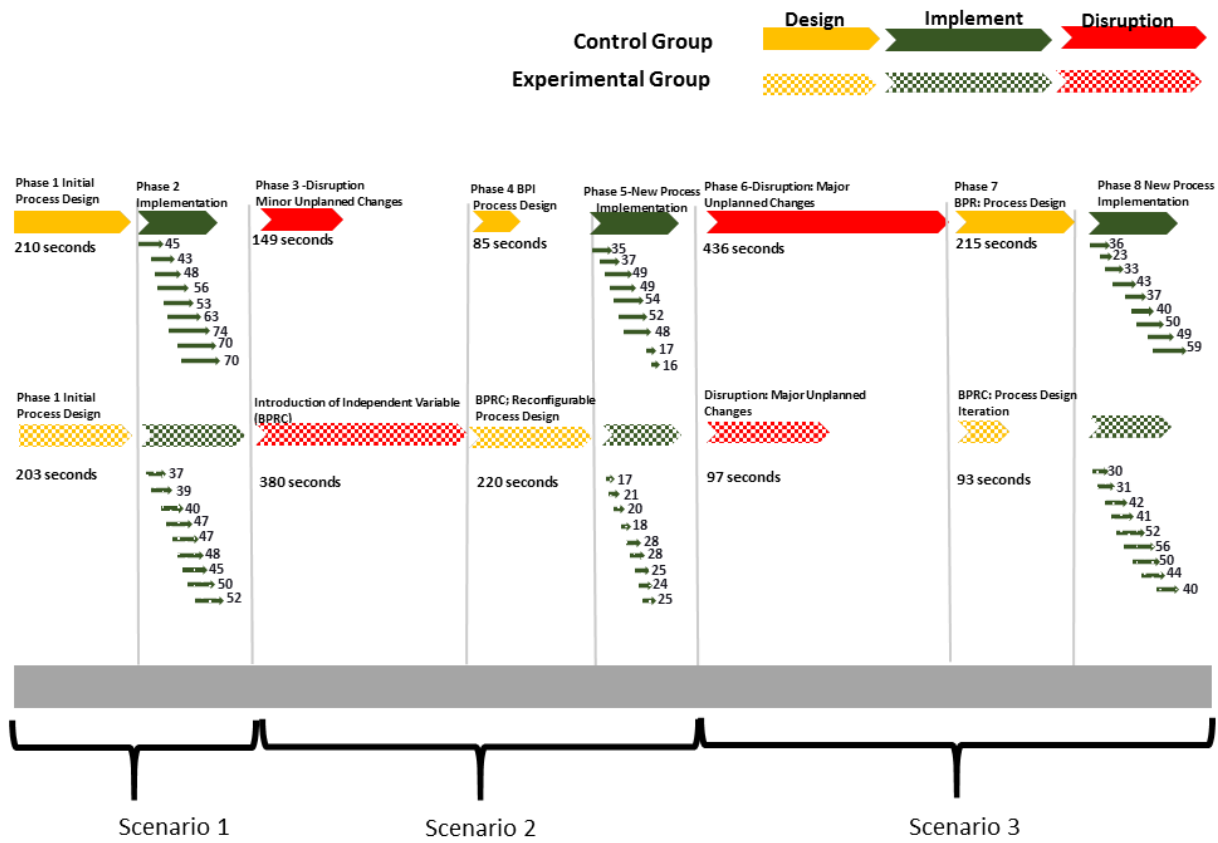 Design
Implement
Disruption
Control Group
Experimental Group
Phase 1 Initial
Process Design
210 seconds
Phase 2
Implementation
45
43
48
56
53
63
74
70
70
Phase 3 -Disruption
Minor Unplanned Changes
149 seconds
Phase 4 BPI
Process Design
85 seconds
Phase 5-New Process
Implementation
35
37
49
49
54
52
48
17
16
Phase 6-Disruption: Major
Unplanned Changes
436 seconds
Phase 7
BPR: Process Design
215 seconds
Phase 8 New Process
Implementation
36
23
33
43
37
40
50
49
59
Phase 1 Initial
Process Design
203 seconds
37
39
40
47
47
48
45
50
52
Introduction of Independent Variable
(BPRC)
380 seconds
BPRC; Reconfigurable
Process Design
220 seconds
17
21
20
18
28
28
25
24
25
Disruption: Major Unplanned
Changes
97 seconds
BPRC: Process Design
Iteration
93 seconds
30
31
42
41
52
56
50
44
40
Scenario 1
Scenario 2
Scenario 3